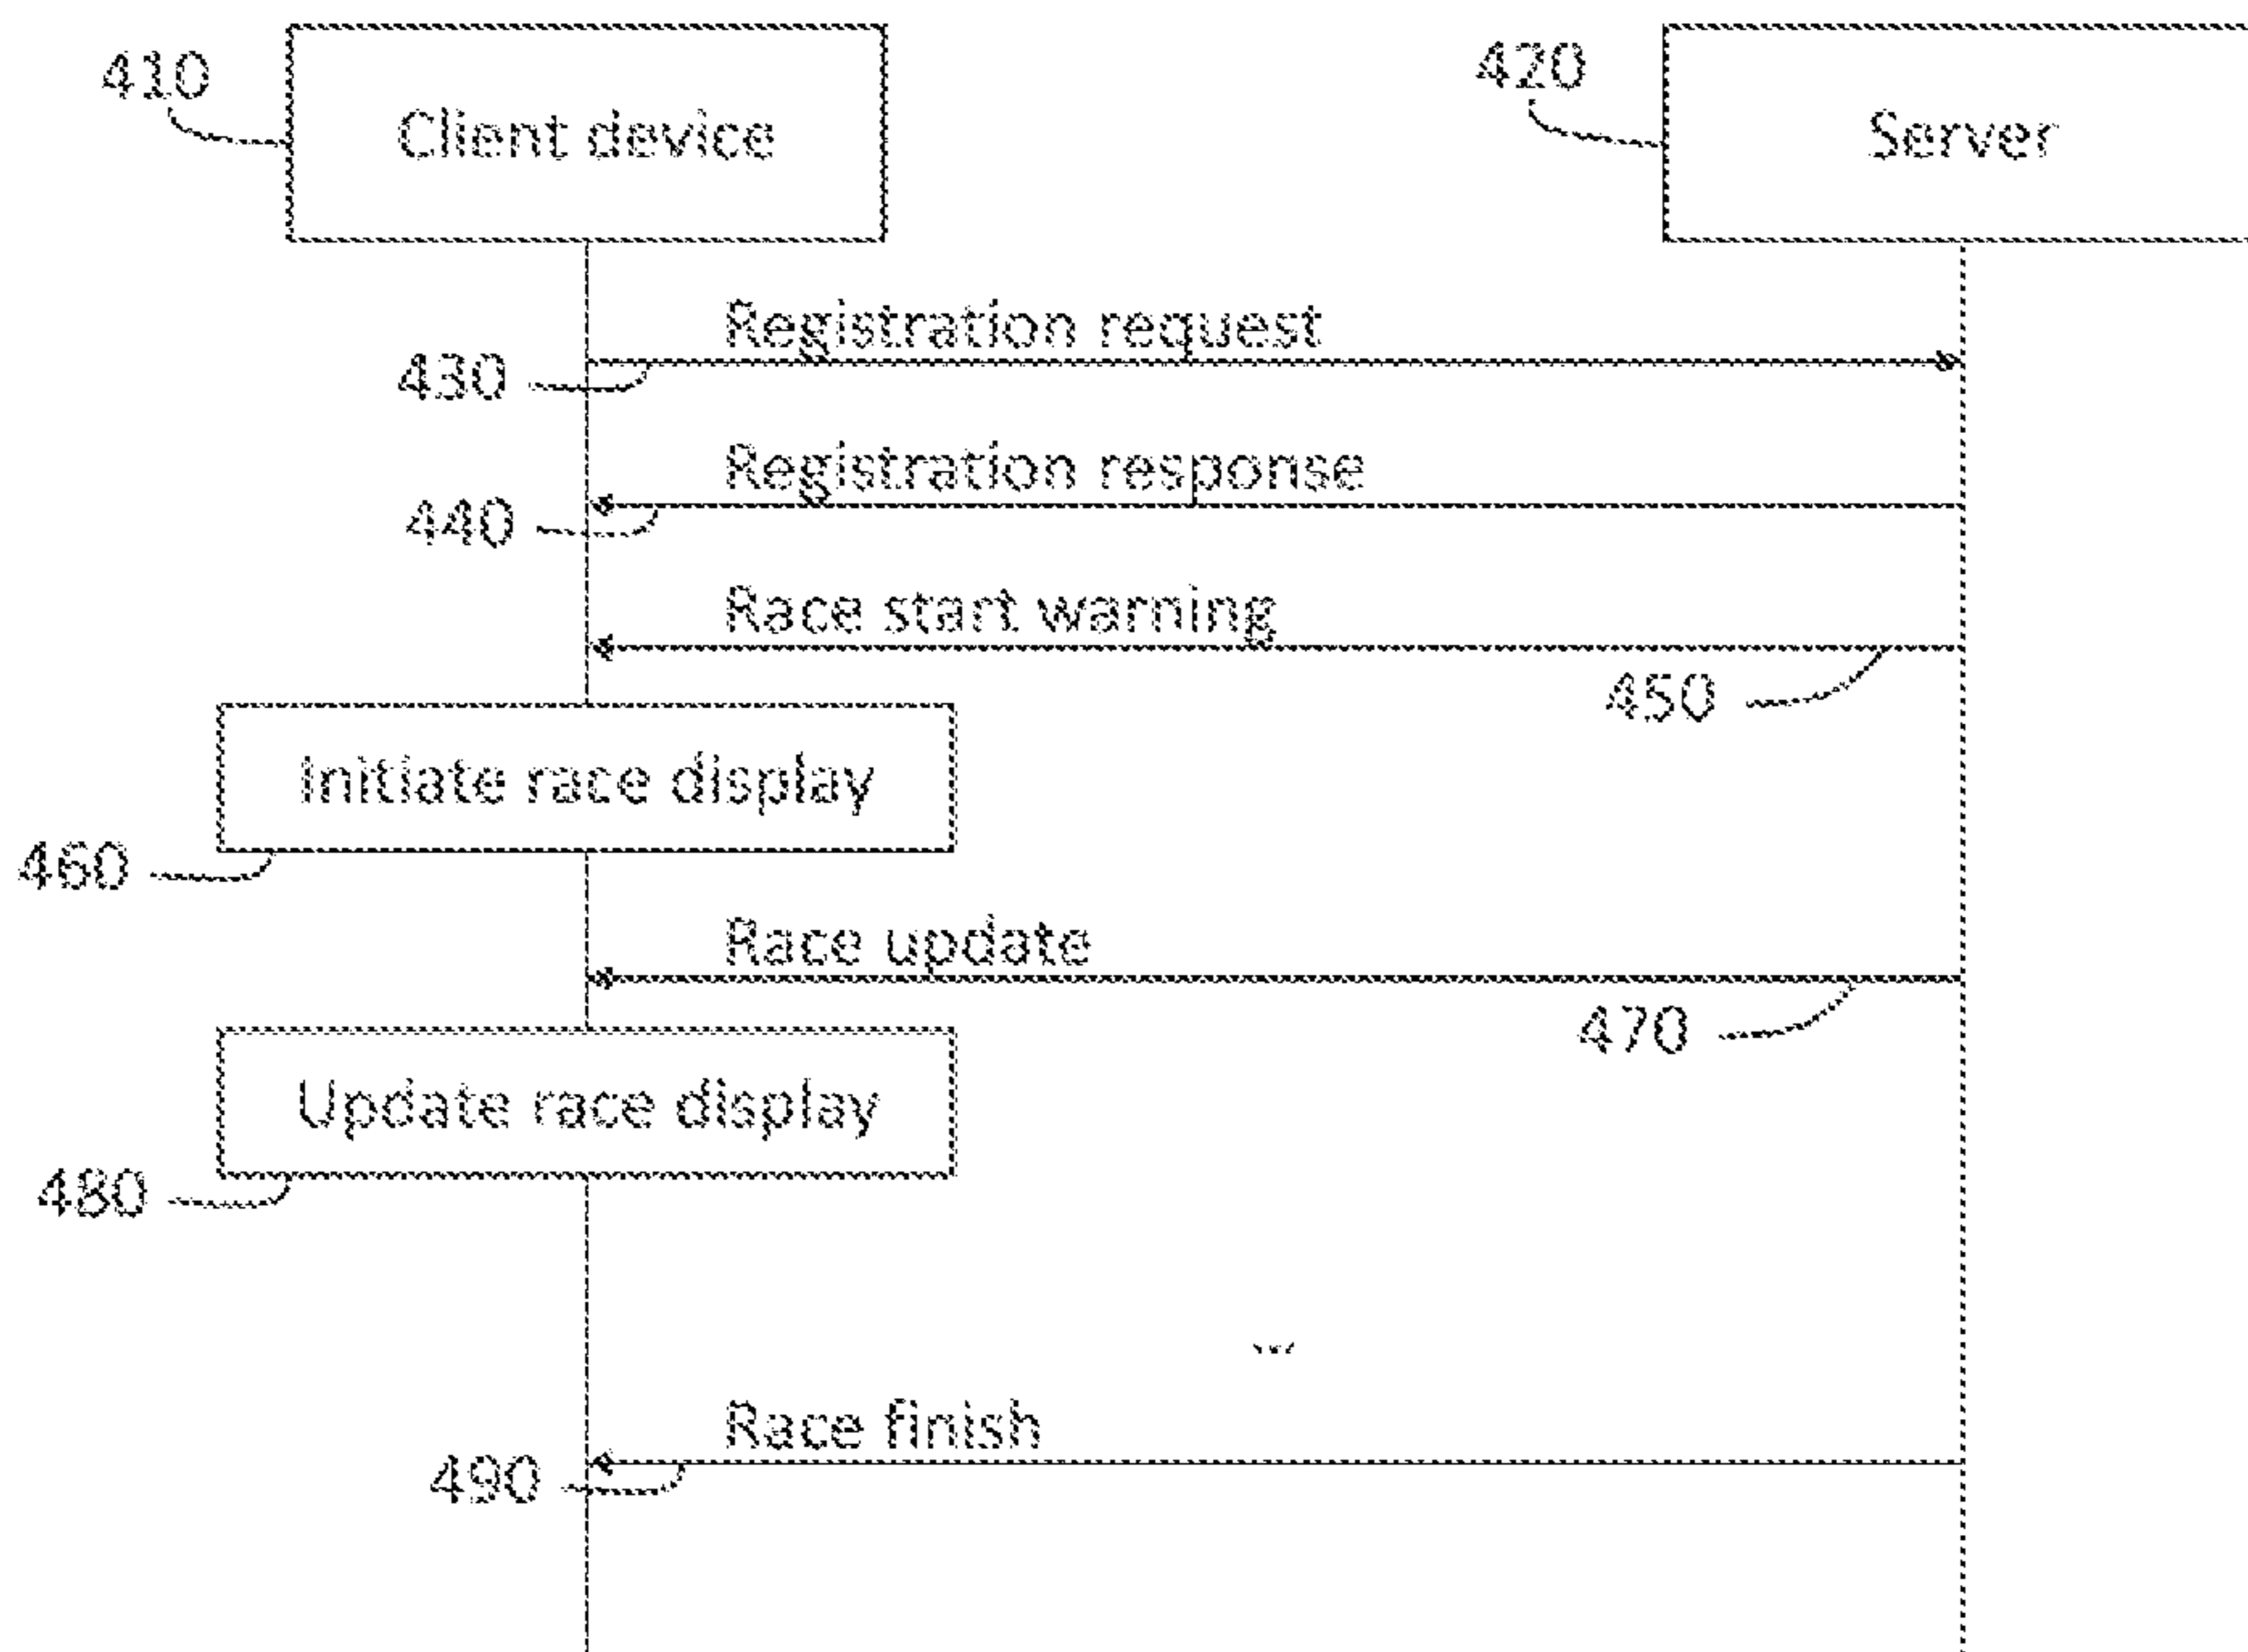 410
Client device
420
Server
Registration request
430
Registration response
440
Race start warning
450
Initiate race display
460
Race update
470
Update race display
480
...
Race finish
490